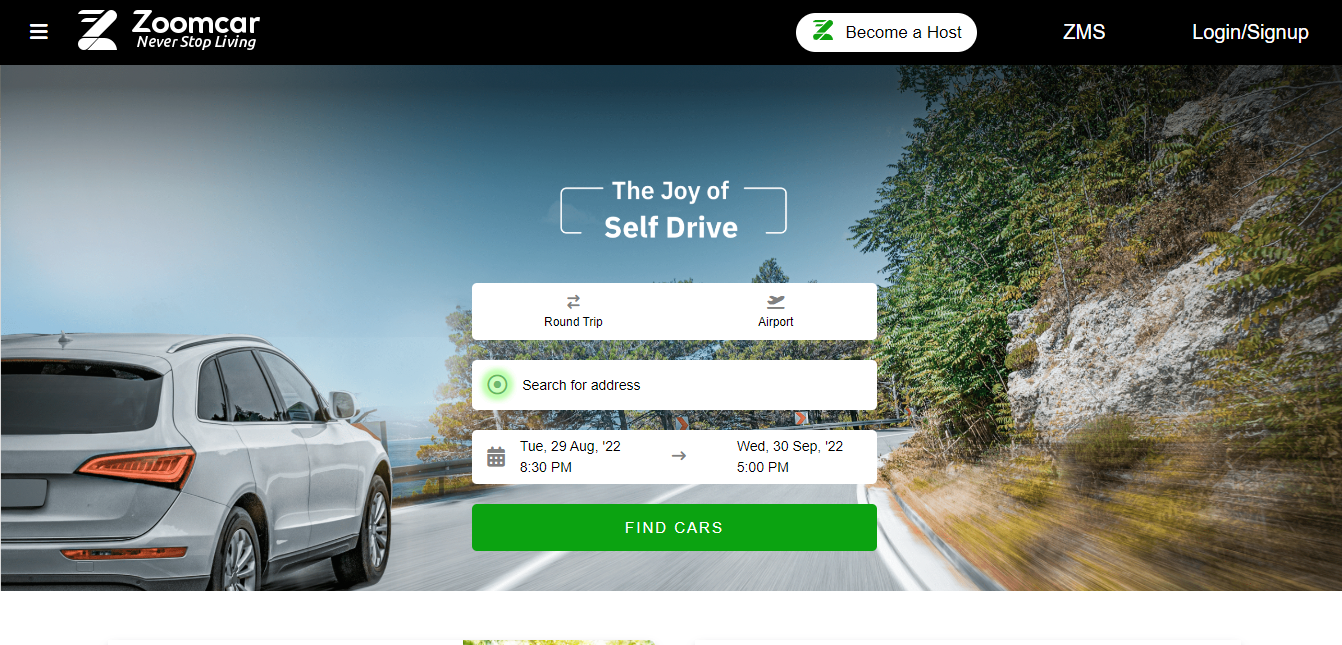 Zoomcar
Never Stop Living
Become a Host
ZMS
Login/Signup
The Joy of
Self Drive
Round Trip
Airport
Search for address
Tue, 29 Aug, '22
8:30 PM
Wed, 30 Sep, '22
5:00 PM
FIND CARS